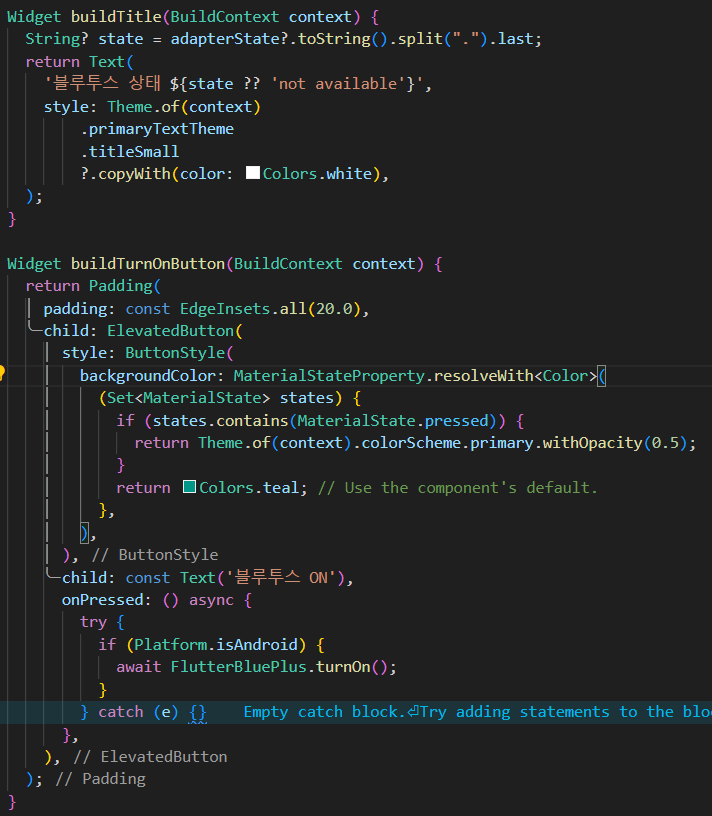 Widget buildTitle(BuildContext context) {
String? state = adapterState?.toString().split(".").last;
return Text(
'블루투스 상태 ${state ?? 'not available'}',
style: Theme.of(context)
.primaryTextTheme
.titleSmall
?.copyWith(color: Colors.white),
);
}
Widget buildTurnOnButton(BuildContext context) {
return Padding(
padding: const EdgeInsets.all(20.0),
child: ElevatedButton(
style: ButtonStyle(
backgroundColor: MaterialStateProperty.resolveWith<Color>(
(Set<MaterialState> states) {
if (states.contains(MaterialState.pressed)) {
return Theme.of(context).colorScheme.primary.withOpacity(0.5);
}
return Colors.teal; // Use the component's default.
},
),
), // ButtonStyle
child: const Text('블루투스 ON'),
onPressed: () async {
try {
if (Platform.isAndroid) {
await FlutterBluePlus.turnOn();
}
} catch (e) {} Empty catch block.⏎Try adding statements to the blo
},
), // ElevatedButton
); // Padding
}